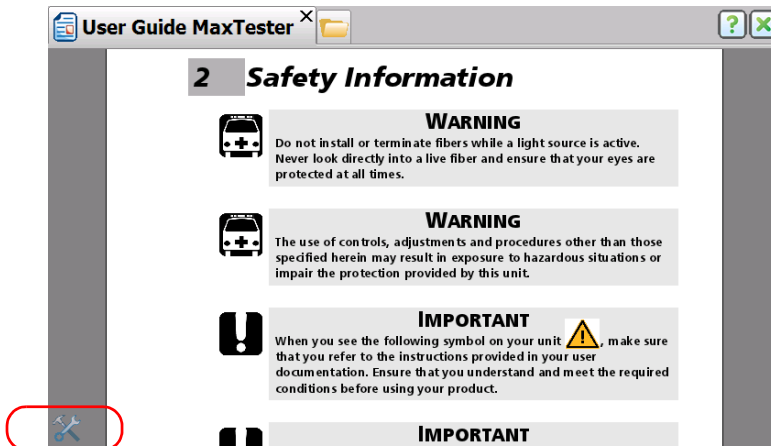 User Guide MaxTester
2 Safety Information
WARNING
Do not install or terminate fibers while a light source is active.
Never look directly into a live fiber and ensure that your eyes are
protected at all times.
WARNING
The use of controls, adjustments and procedures other than those
specified herein may result in exposure to hazardous situations or
impair the protection provided by this unit.
IMPORTANT
When you see the following symbol on your unit , make sure
that you refer to the instructions provided in your user
documentation. Ensure that you understand and meet the required
conditions before using your product.
IMPORTANT